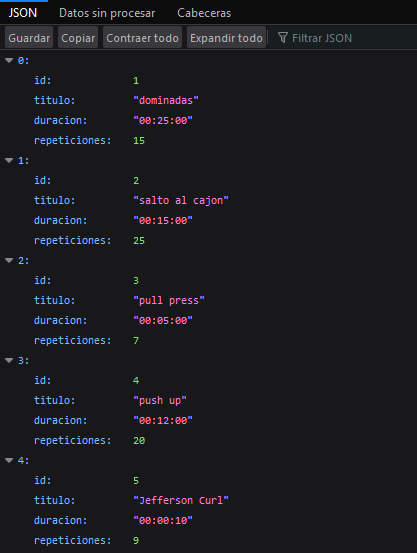 JSON Datos sin procesar Cabeceras
Guardar Copiar Contraer todo Expandir todo Filtrar JSON
0:
id: 1
titulo: "dominadas"
duracion: "00:25:00"
repeticiones: 15
1:
id: 2
titulo: "salto al cajon"
duracion: "00:15:00"
repeticiones: 25
2:
id: 3
titulo: "pull press"
duracion: "00:05:00"
repeticiones: 7
3:
id: 4
titulo: "push up"
duracion: "00:12:00"
repeticiones: 20
4:
id: 5
titulo: "Jefferson Curl"
duracion: "00:00:10"
repeticiones: 9